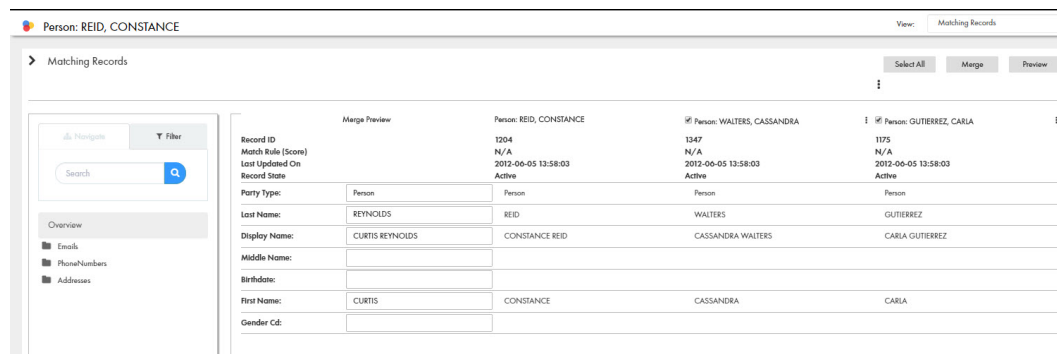 Person: REID, CONSTANCE View: Matching Records
Matching Records Select All Merge Preview
Navigate Filter
Search
Overview
Emails
PhoneNumbers
Addresses
Merge Preview Person: REID, CONSTANCE Person: WALTERS, CASSANDRA Person: GUTIERREZ, CARLA
Record ID 1204 1347 1175
Match Rule (Score) N/A N/A N/A
Last Updated On 2012-06-05 13:58:03 2012-06-05 13:58:03 2012-06-05 13:58:03
Record State Active Active Active
Party Type: Person Person Person Person
Last Name: REYNOLDS REID WALTERS GUTIERREZ
Display Name: CURTIS REYNOLDS CONSTANCE REID CASSANDRA WALTERS CARLA GUTIERREZ
Middle Name:
Birthdate:
First Name: CURTIS CONSTANCE CASSANDRA CARLA
Gender Cd: